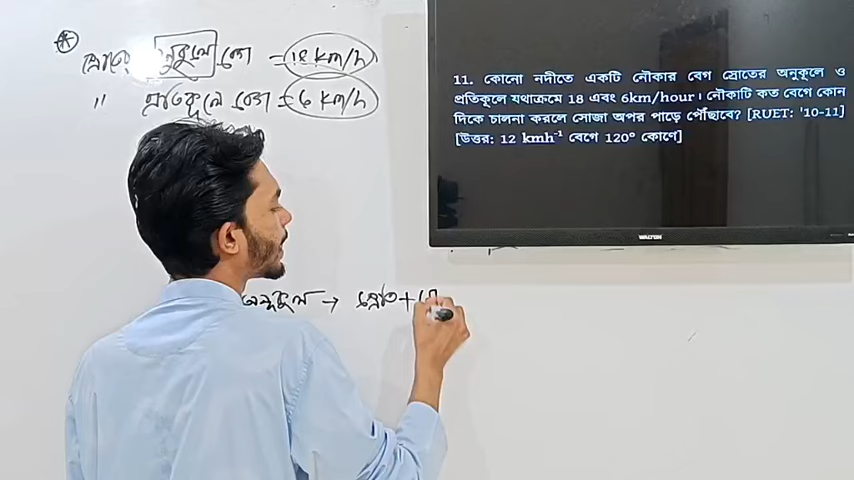 স্রোতের অনুকূলে বেগ = 18 km/h
" প্রতিকূলে বেগ = 6 km/h
অনুকূল → স্রোত +
11. কোনো নদীতে একটি নৌকার বেগ স্রোতের অনুকূলে ও
প্রতিকূলে যথাক্রমে 18 এবং 6km/hour। নৌকাটি কত বেগে কোন
দিকে চালনা করলে সোজা অপর পাড়ে পৌঁছাবে? [RUET: '10-11]
[উত্তর: 12 kmh⁻¹ বেগে 120° কোণে]
WALTON